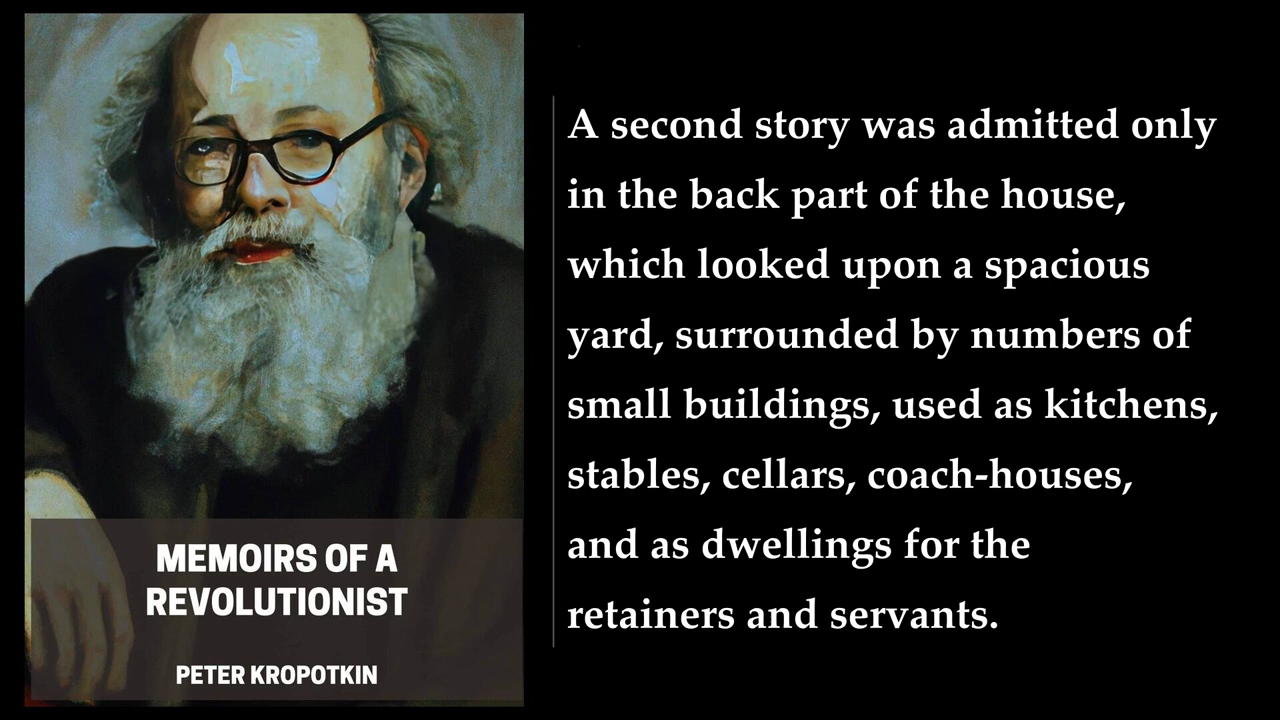 MEMOIRS OF A
REVOLUTIONIST
PETER KROPOTKIN
A second story was admitted only
in the back part of the house,
which looked upon a spacious
yard, surrounded by numbers of
small buildings, used as kitchens,
stables, cellars, coach-houses,
and as dwellings for the
retainers and servants.